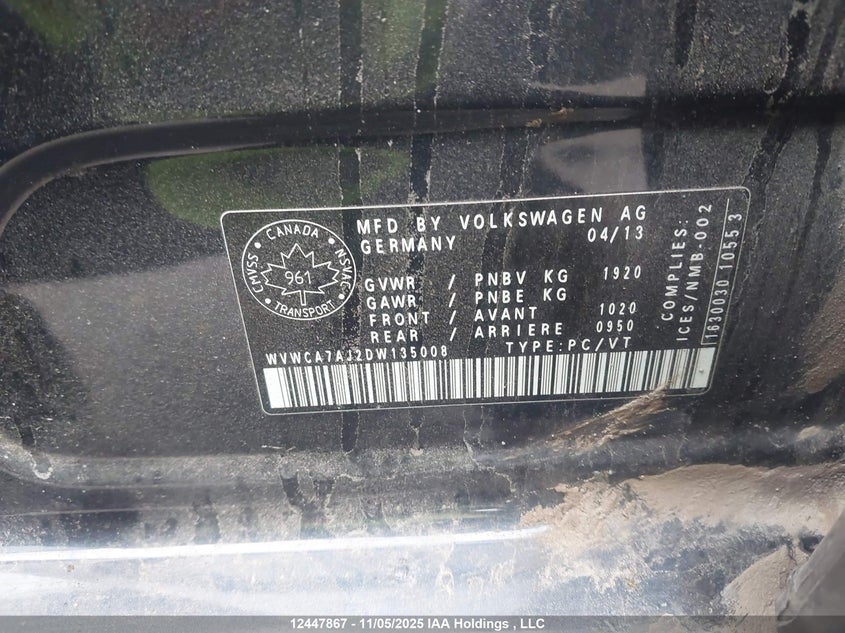 CANADA
CMVSS
NSVAC
961
TRANSPORT
MFD BY VOLKSWAGEN AG
GERMANY 04/13
GVWR / PNBV KG 1920
GAWR / PNBE KG
FRONT / AVANT 1020
REAR / ARRIERE 0950
WVWCA7AJ2DW135008 TYPE:PC/VT
COMPLIES:
ICES/NMB-002
1630030 10553
12447867 - 11/05/2025 IAA Holdings , LLC